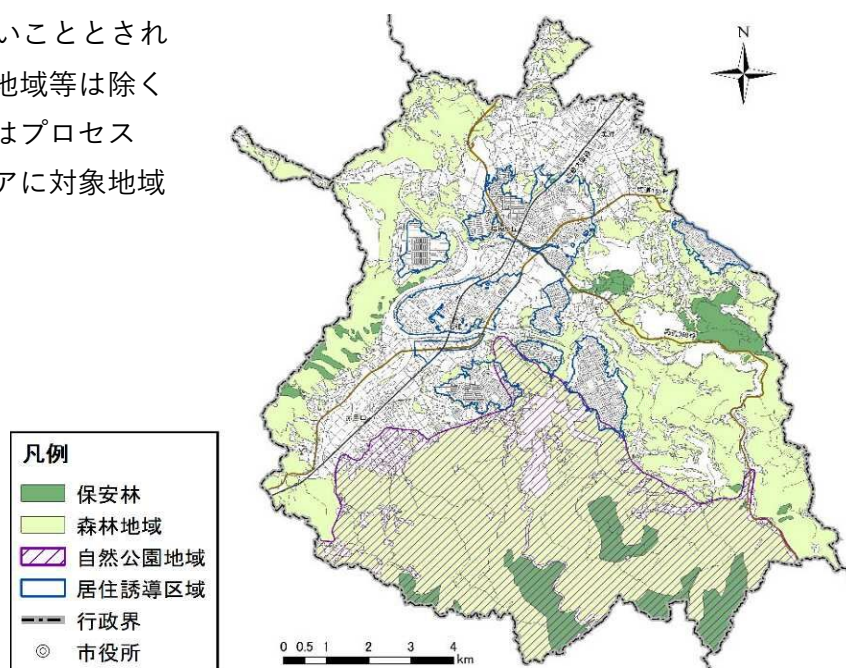 いこととされ
地域等は除く
はプロセス
アに対象地域
N
凡例
保安林
森林地域
自然公園地域
居住誘導区域
行政界
市役所
0 0.5 1 2 3 4
km